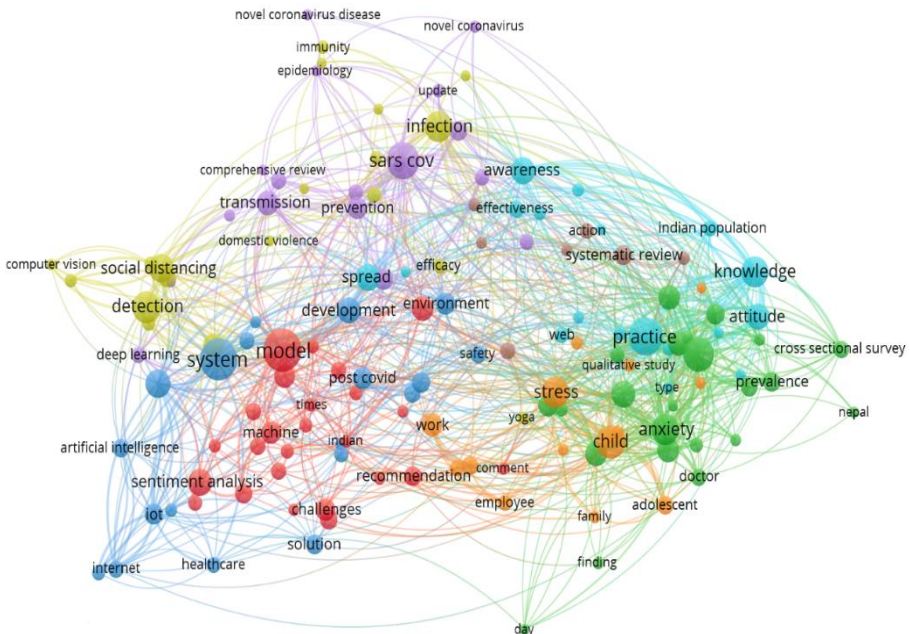 novel coronavirus disease
novel coronavirus
immunity
epidemiology
update
infection
sars cov
comprehensive review
awareness
transmission
prevention
effectiveness
domestic violence
action
indian population
systematic review
computer vision
social distancing
spread
efficacy
knowledge
detection
development
environment
attitude
deep learning
system
model
web
practice
safety
qualitative study
cross sectional survey
post covid
stress
type
prevalence
times
yoga
nepal
machine
indian
work
child
anxiety
artificial intelligence
sentiment analysis
recommendation
comment
doctor
iot
challenges
employee
family
adolescent
solution
internet
healthcare
finding
day